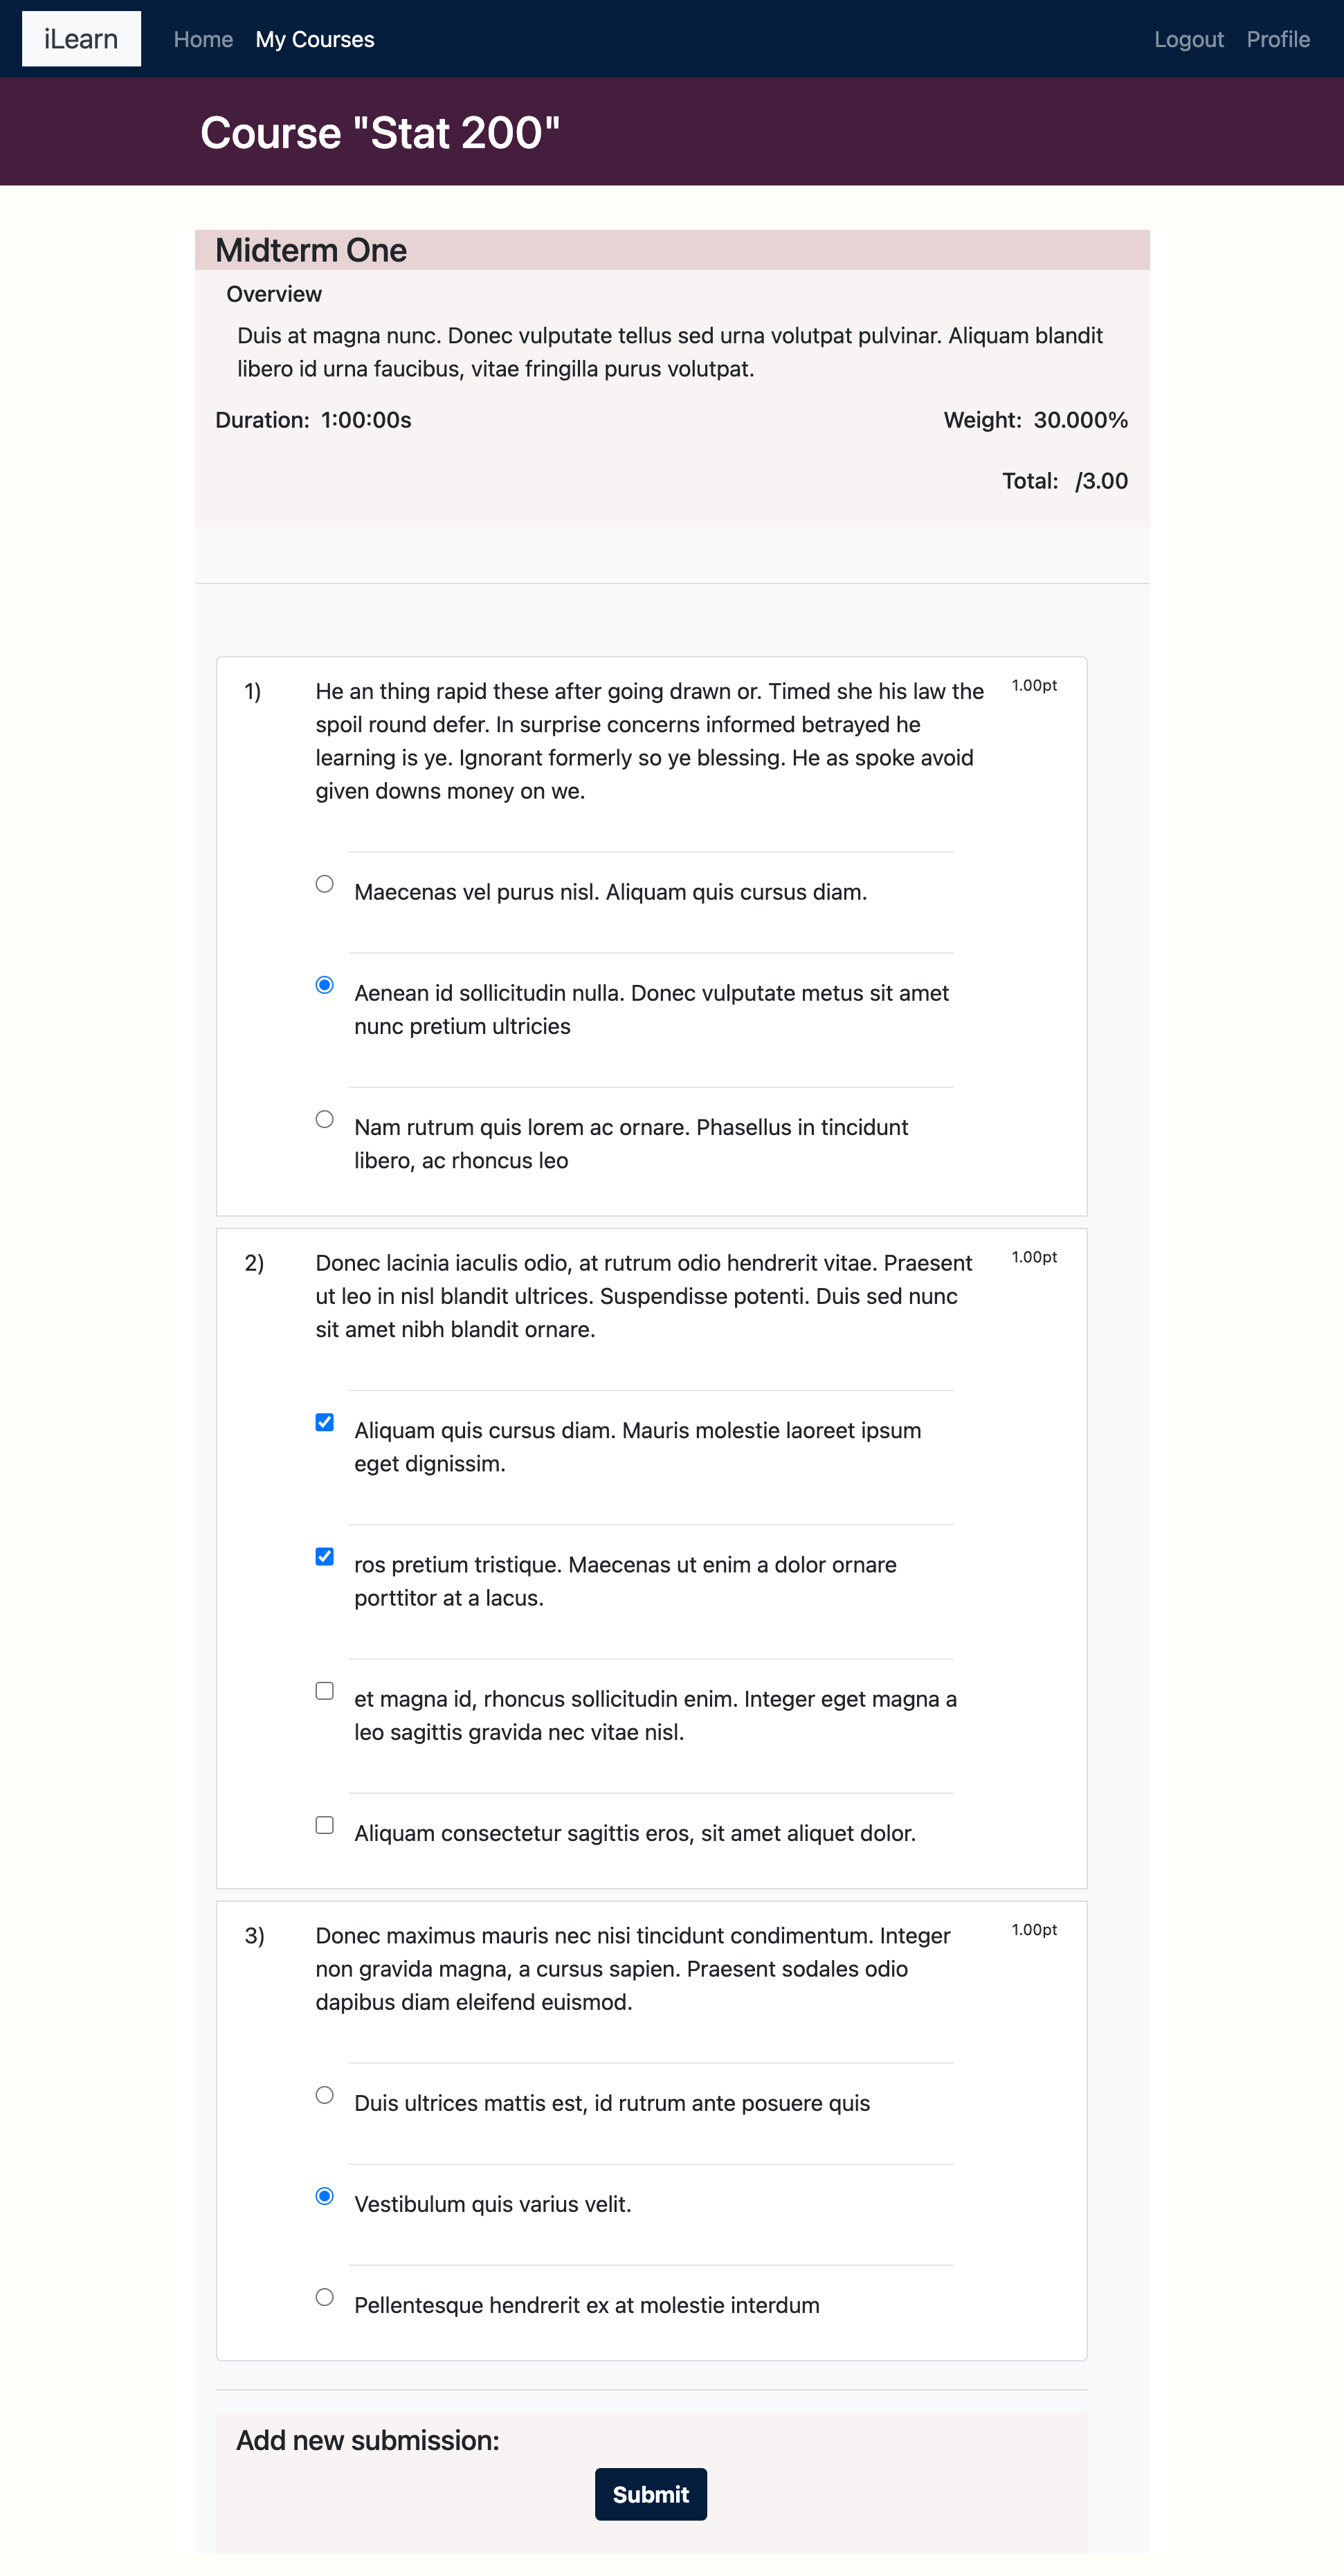 iLearn Home My Courses Logout Profile
Course "Stat 200"
Midterm One
Overview
Duis at magna nunc. Donec vulputate tellus sed urna volutpat pulvinar. Aliquam blandit
libero id urna faucibus, vitae fringilla purus volutpat.
Duration: 1:00:00s Weight: 30.000%
Total: /3.00
1) He an thing rapid these after going drawn or. Timed she his law the 1.00pt
spoil round defer. In surprise concerns informed betrayed he
learning is ye. Ignorant formerly so ye blessing. He as spoke avoid
given downs money on we.
Maecenas vel purus nisl. Aliquam quis cursus diam.
Aenean id sollicitudin nulla. Donec vulputate metus sit amet
nunc pretium ultricies
Nam rutrum quis lorem ac ornare. Phasellus in tincidunt
libero, ac rhoncus leo
2) Donec lacinia iaculis odio, at rutrum odio hendrerit vitae. Praesent 1.00pt
ut leo in nisl blandit ultrices. Suspendisse potenti. Duis sed nunc
sit amet nibh blandit ornare.
Aliquam quis cursus diam. Mauris molestie laoreet ipsum
eget dignissim.
ros pretium tristique. Maecenas ut enim a dolor ornare
porttitor at a lacus.
et magna id, rhoncus sollicitudin enim. Integer eget magna a
leo sagittis gravida nec vitae nisl.
Aliquam consectetur sagittis eros, sit amet aliquet dolor.
3) Donec maximus mauris nec nisi tincidunt condimentum. Integer 1.00pt
non gravida magna, a cursus sapien. Praesent sodales odio
dapibus diam eleifend euismod.
Duis ultrices mattis est, id rutrum ante posuere quis
Vestibulum quis varius velit.
Pellentesque hendrerit ex at molestie interdum
Add new submission:
Submit